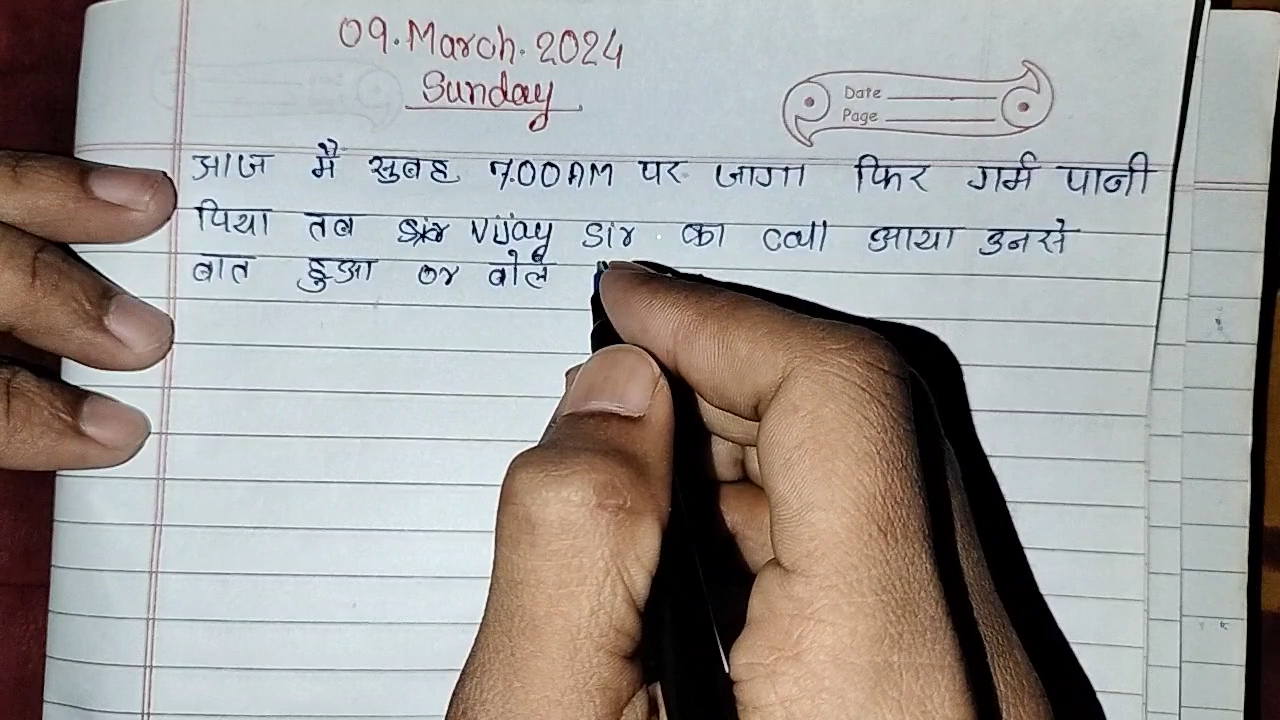 09.March.2024
Sunday
Date
Page
आज मै सुबह 7.00AM पर जागा फिर गर्म पानी
पिया तब Vijay Sir का call आया उनसे
बात हुआ or बोले